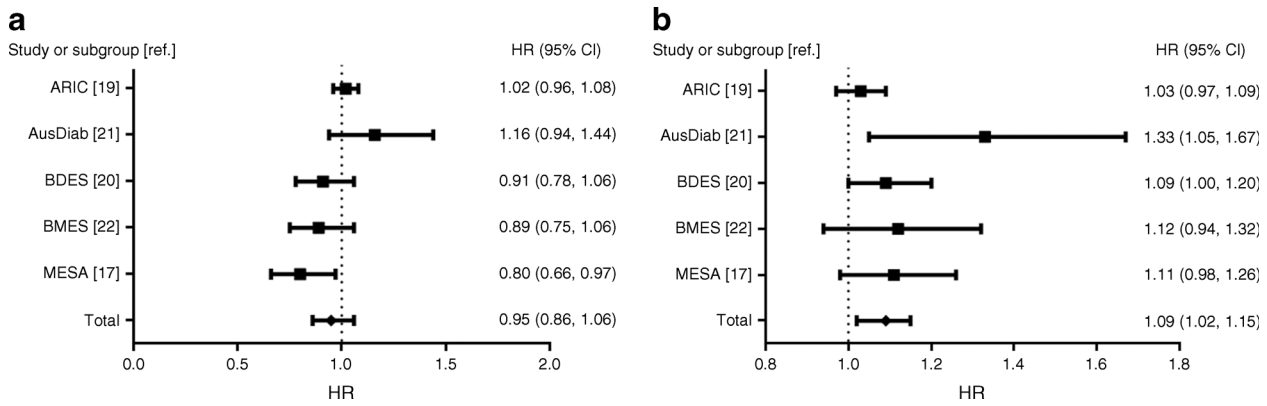 a
Study or subgroup [ref.] HR (95% CI)
ARIC [19] 1.02 (0.96, 1.08)
AusDiab [21] 1.16 (0.94, 1.44)
BDES [20] 0.91 (0.78, 1.06)
BMES [22] 0.89 (0.75, 1.06)
MESA [17] 0.80 (0.66, 0.97)
Total 0.95 (0.86, 1.06)
0.0 0.5 1.0 1.5 2.0
HR
b
Study or subgroup [ref.] HR (95% CI)
ARIC [19] 1.03 (0.97, 1.09)
AusDiab [21] 1.33 (1.05, 1.67)
BDES [20] 1.09 (1.00, 1.20)
BMES [22] 1.12 (0.94, 1.32)
MESA [17] 1.11 (0.98, 1.26)
Total 1.09 (1.02, 1.15)
0.8 1.0 1.2 1.4 1.6 1.8
HR